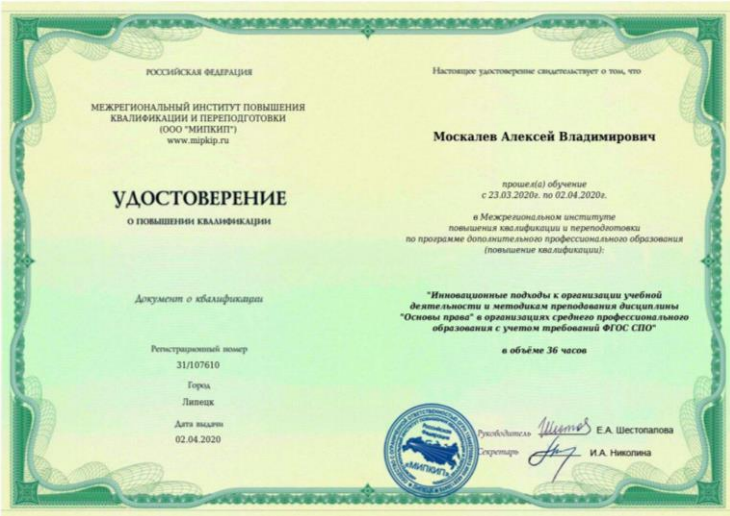 РОССИЙСКАЯ ФЕДЕРАЦИЯ
МЕЖРЕГИОНАЛЬНЫЙ ИНСТИТУТ ПОВЫШЕНИЯ
КВАЛИФИКАЦИИ И ПЕРЕПОДГОТОВКИ
(ООО "МИПКИП")
www.mipkip.ru
УДОСТОВЕРЕНИЕ
О ПОВЫШЕНИИ КВАЛИФИКАЦИИ
Документ о квалификации
Регистрационный номер
31/107610
Город
Липецк
Дата выдачи
02.04.2020
Настоящее удостоверение свидетельствует о том, что
Москалев Алексей Владимирович
прошел(а) обучение
с 23.03.2020г. по 02.04.2020г.
в Межрегиональном институте
повышения квалификации и переподготовки
по программе дополнительного профессионального образования
(повышение квалификации):
"Инновационные подходы к организации учебной
деятельности и методикам преподавания дисциплины
"Основы права" в организациях среднего профессионального
образования с учетом требований ФГОС СПО"
в объёме 36 часов
Российская
Федерация
«МИПКИП»
Руководитель Е.А. Шестопалова
Секретарь И.А. Николина